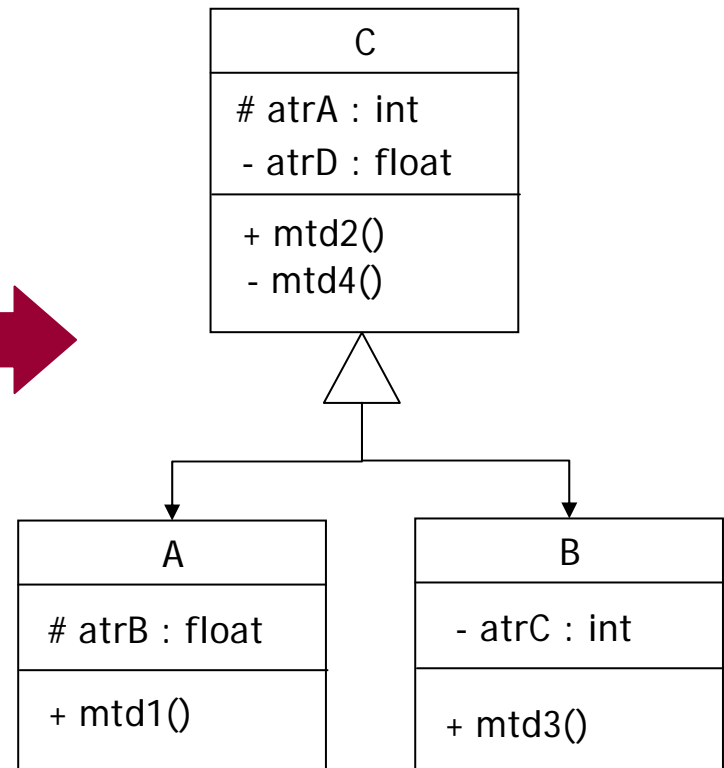 C
# atrA : int
- atrD : float
+ mtd2()
- mtd4()
A
# atrB : float
+ mtd1()
B
- atrC : int
+ mtd3()